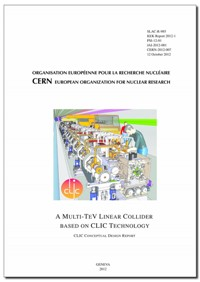 SLAC-R-985
KEK Report 2012-1
PSI-12-01
JAI-2012-001
CERN-2012-007
12 October 2012
ORGANISATION EUROPÉENNE POUR LA RECHERCHE NUCLÉAIRE
CERN EUROPEAN ORGANIZATION FOR NUCLEAR RESEARCH
clic
A MULTI-TEV LINEAR COLLIDER
BASED ON CLIC TECHNOLOGY
CLIC CONCEPTUAL DESIGN REPORT
GENEVA
2012